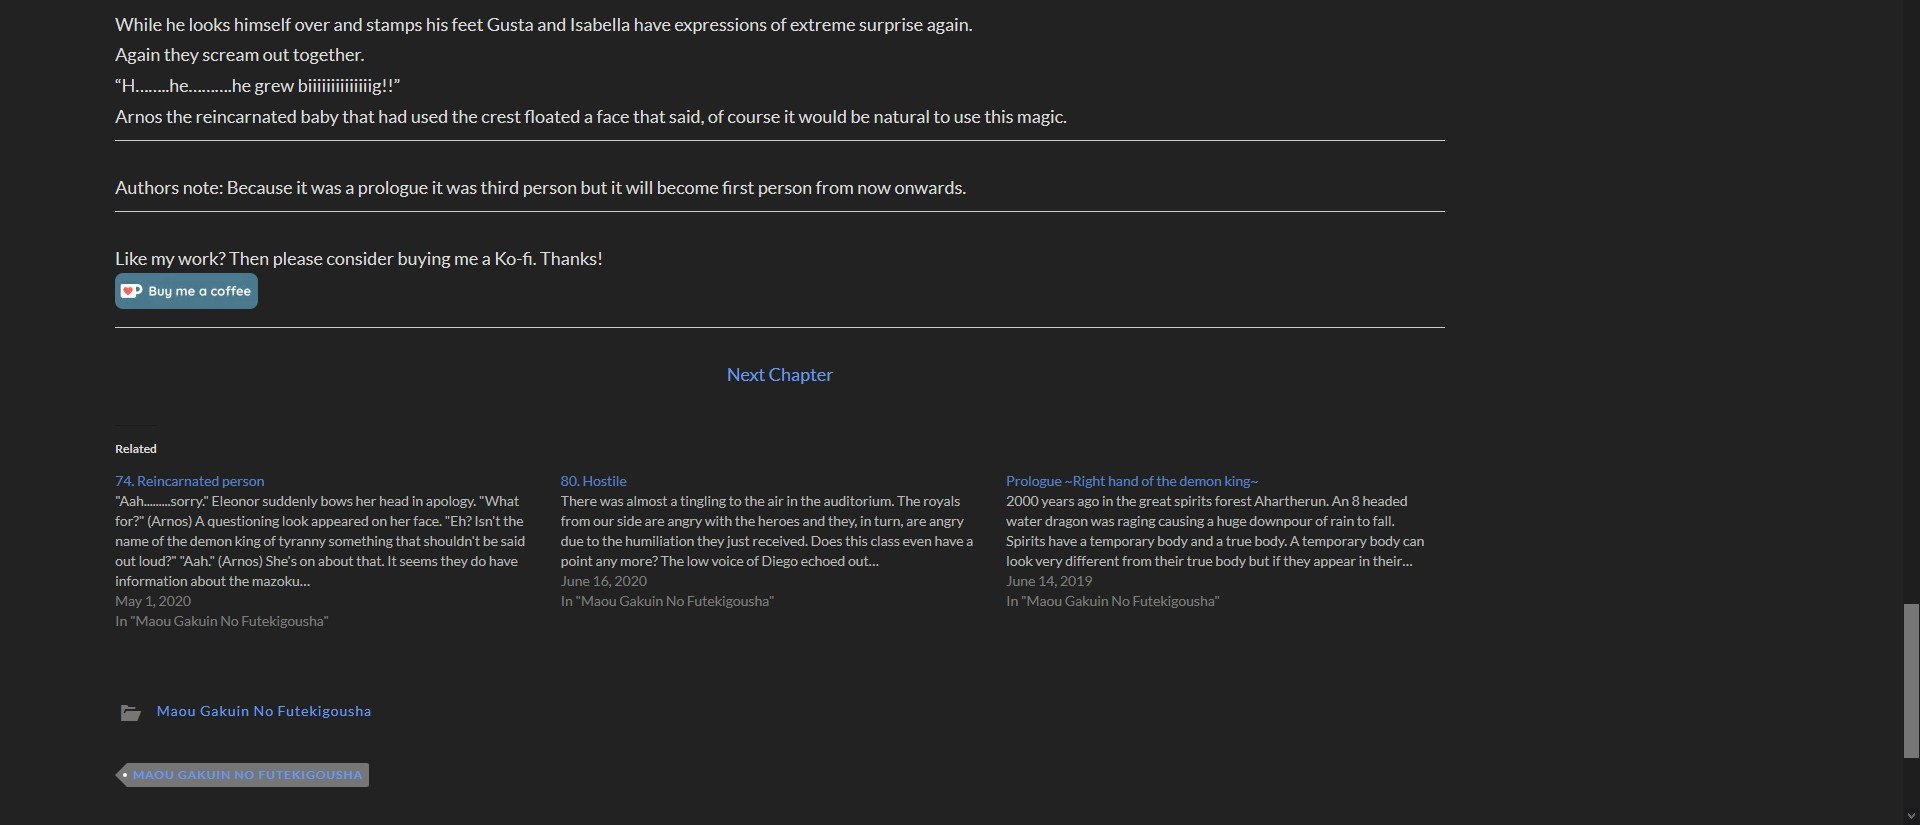 While he looks himself over and stamps his feet Gusta and Isabella have expressions of extreme surprise again.
Again they scream out together.
“H……..he……….he grew biiiiiiiiiiiiiig!!”
Arnos the reincarnated baby that had used the crest floated a face that said, of course it would be natural to use this magic.
Authors note: Because it was a prologue it was third person but it will become first person from now onwards.
Like my work? Then please consider buying me a Ko-fi. Thanks!
Buy me a coffee
Next Chapter
Related
74. Reincarnated person
"Aah.........sorry." Eleonor suddenly bows her head in apology. "What
for?" (Arnos) A questioning look appeared on her face. "Eh? Isn't the
name of the demon king of tyranny something that shouldn't be said
out loud?" "Aah." (Arnos) She's on about that. It seems they do have
information about the mazoku…
May 1, 2020
In "Maou Gakuin No Futekigousha"
80. Hostile
There was almost a tingling to the air in the auditorium. The royals
from our side are angry with the heroes and they, in turn, are angry
due to the humiliation they just received. Does this class even have a
point any more? The low voice of Diego echoed out…
June 16, 2020
In "Maou Gakuin No Futekigousha"
Prologue ~Right hand of the demon king~
2000 years ago in the great spirits forest Ahartherun. An 8 headed
water dragon was raging causing a huge downpour of rain to fall.
Spirits have a temporary body and a true body. A temporary body can
look very different from their true body but if they appear in their…
June 14, 2019
In "Maou Gakuin No Futekigousha"
Maou Gakuin No Futekigousha
MAOU GAKUIN NO FUTEKIGOUSHA